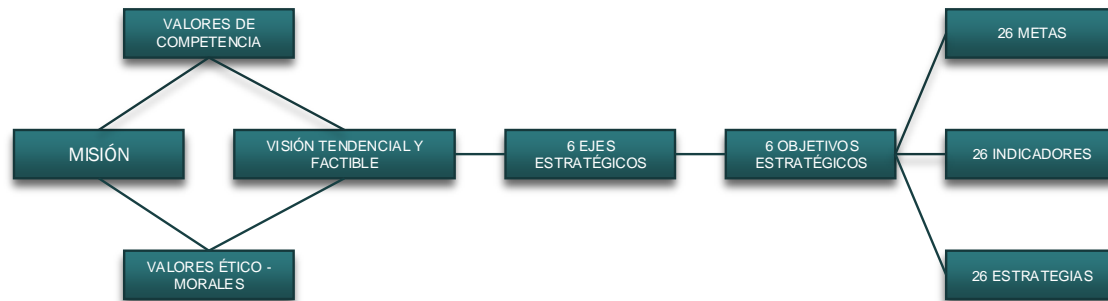 VALORES DE
COMPETENCIA
MISIÓN
VISIÓN TENDENCIAL Y
FACTIBLE
VALORES ÉTICO -
MORALES
6 EJES
ESTRATÉGICOS
6 OBJETIVOS
ESTRATÉGICOS
26 METAS
26 INDICADORES
26 ESTRATEGIAS